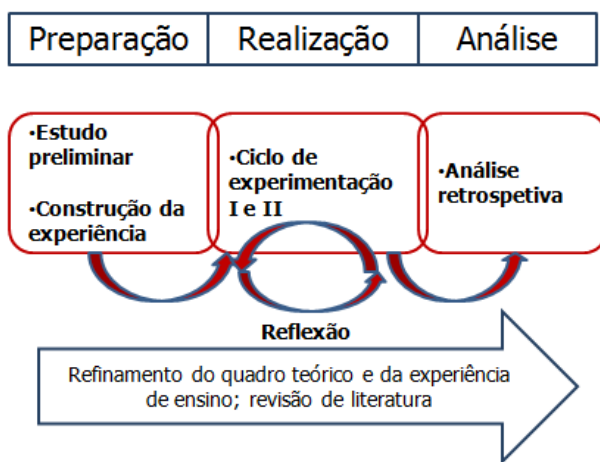 Preparação
Realização
Análise
•Estudo
preliminar
•Construção da
experiência
•Ciclo de
experimentação
I e II
•Análise
retrospetiva
Reflexão
Refinamento do quadro teórico e da experiência
de ensino; revisão de literatura